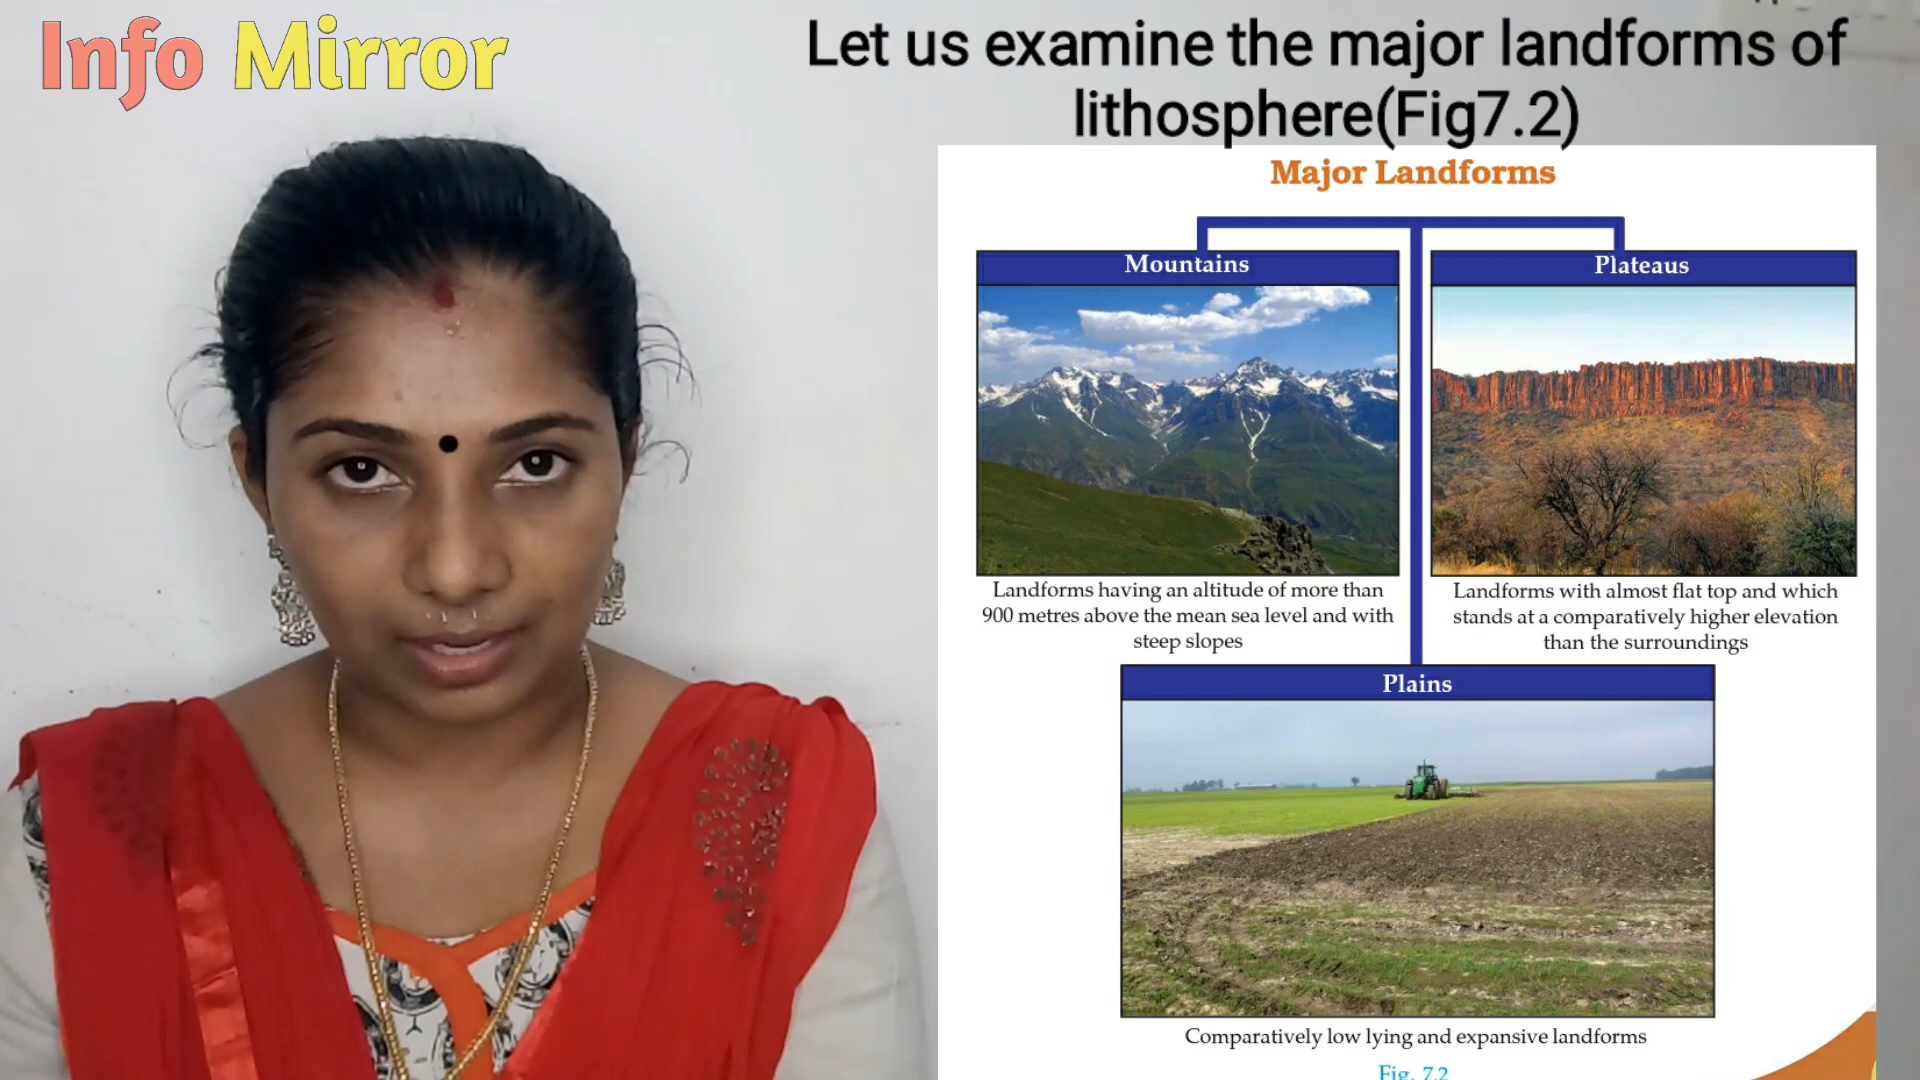 Info Mirror
Let us examine the major landforms of
lithosphere(Fig7.2)
Major Landforms
Mountains
Plateaus
Landforms having an altitude of more than
900 metres above the mean sea level and with
steep slopes
Landforms with almost flat top and which
stands at a comparatively higher elevation
than the surroundings
Plains
Comparatively low lying and expansive landforms
Fig. 7.2